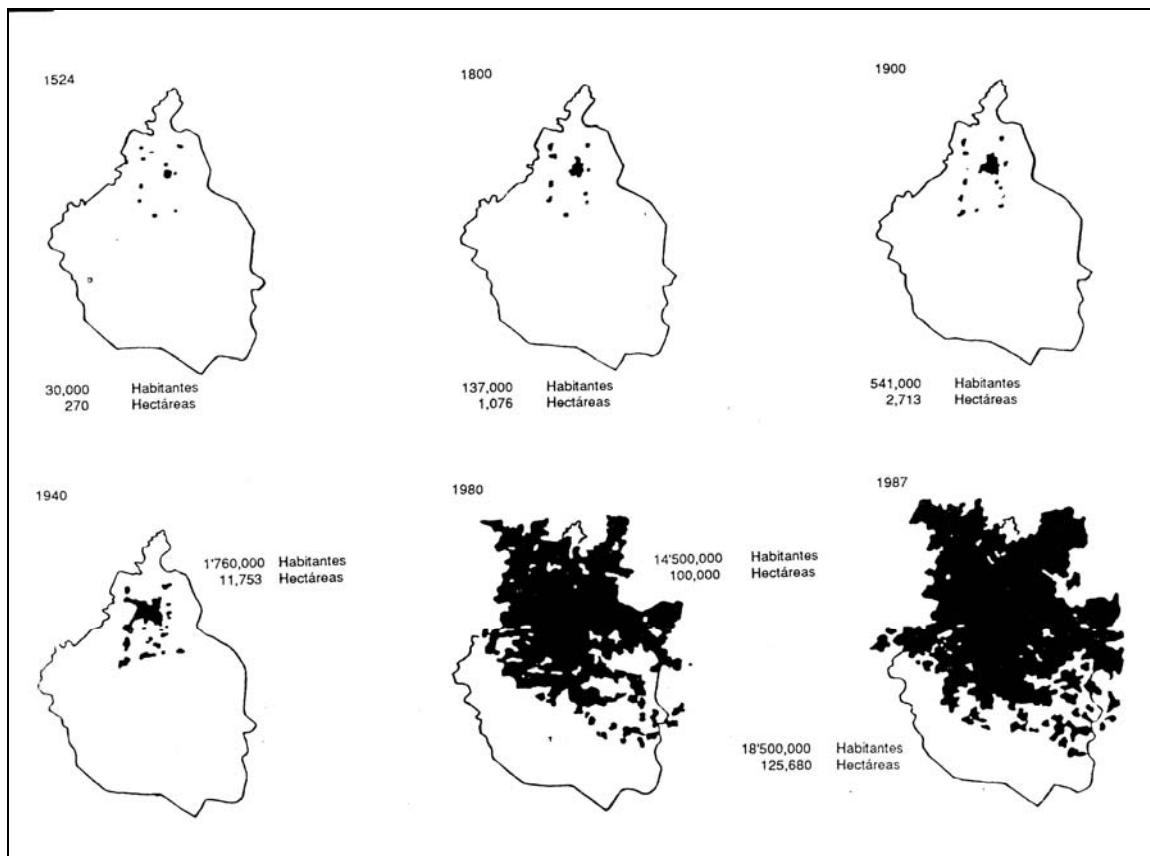 1524
30,000 Habitantes
270 Hectáreas
1800
137,000 Habitantes
1,076 Hectáreas
1900
541,000 Habitantes
2,713 Hectáreas
1940
1'760,000 Habitantes
11,753 Hectáreas
1980
14'500,000 Habitantes
100,000 Hectáreas
1987
18'500,000 Habitantes
125,680 Hectáreas